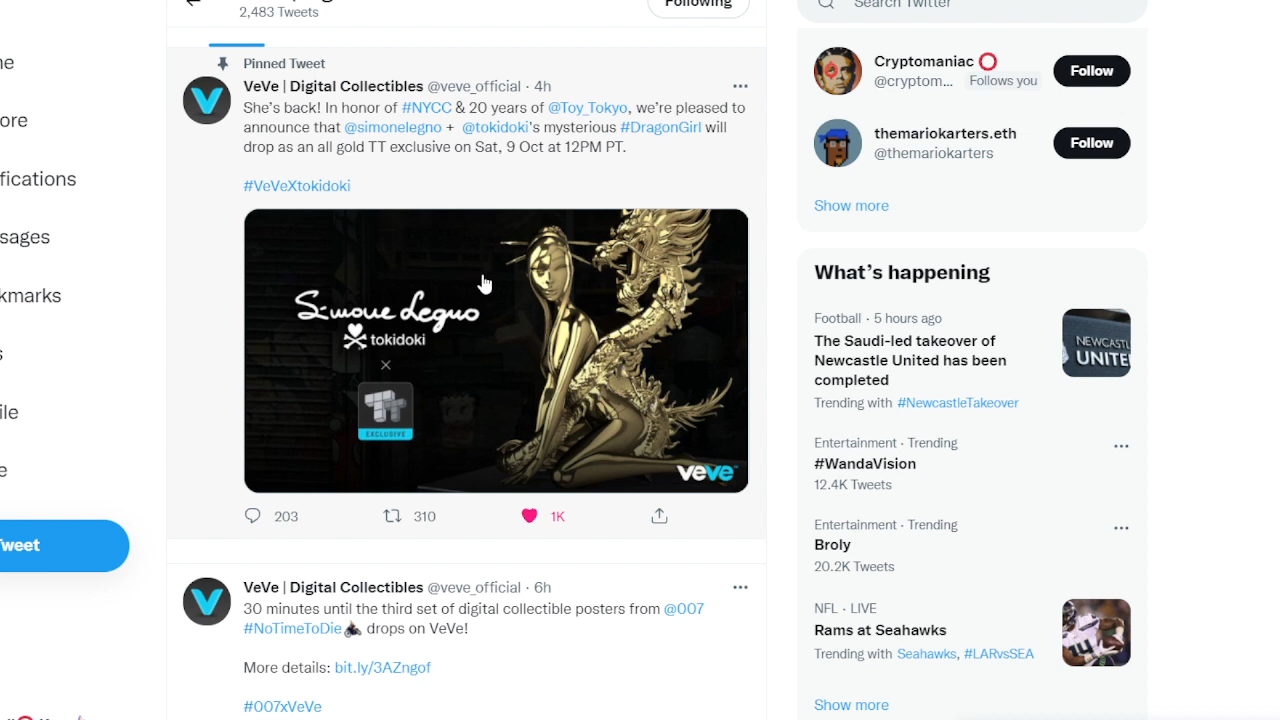 2,483 Tweets
Following
Search Twitter
ne
ore
fications
sages
kmarks
s
ile
e
Tweet
Pinned Tweet
VeVe | Digital Collectibles @veve_official · 4h
She's back! In honor of #NYCC & 20 years of @Toy_Tokyo, we're pleased to
announce that @simonelegno + @tokidoki's mysterious #DragonGirl will
drop as an all gold TT exclusive on Sat, 9 Oct at 12PM PT.
#VeVeXtokidoki
Simone Legno
tokidoki
×
TT
EXCLUSIVE
veve
203
310
1K
VeVe | Digital Collectibles @veve_official · 6h
30 minutes until the third set of digital collectible posters from @007
#NoTimeToDie drops on VeVe!
More details: bit.ly/3AZngof
#007xVeVe
Cryptomaniac
@cryptom... Follows you
Follow
themariokarters.eth
@themariokarters
Follow
Show more
What's happening
Football · 5 hours ago
The Saudi-led takeover of
Newcastle United has been
completed
Trending with #NewcastleTakeover
NEWCASTL
UNITE
Entertainment · Trending
#WandaVision
12.4K Tweets
Entertainment · Trending
Broly
20.2K Tweets
NFL · LIVE
Rams at Seahawks
Trending with Seahawks, #LARvsSEA
Show more